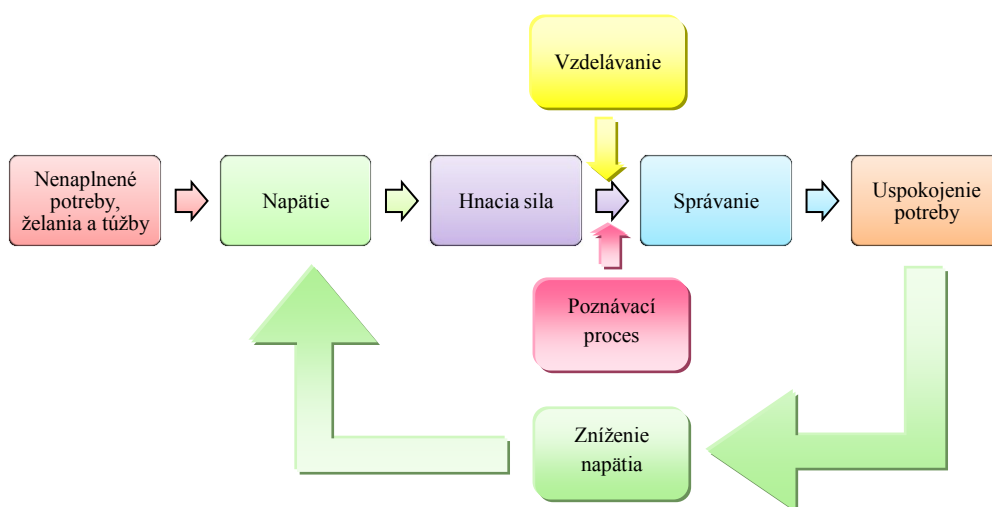 Vzdelávanie
Nenaplnené
potreby,
želania a túžby
Napätie
Hnacia sila
Správanie
Uspokojenie
potreby
Poznávací
proces
Zníženie
napätia